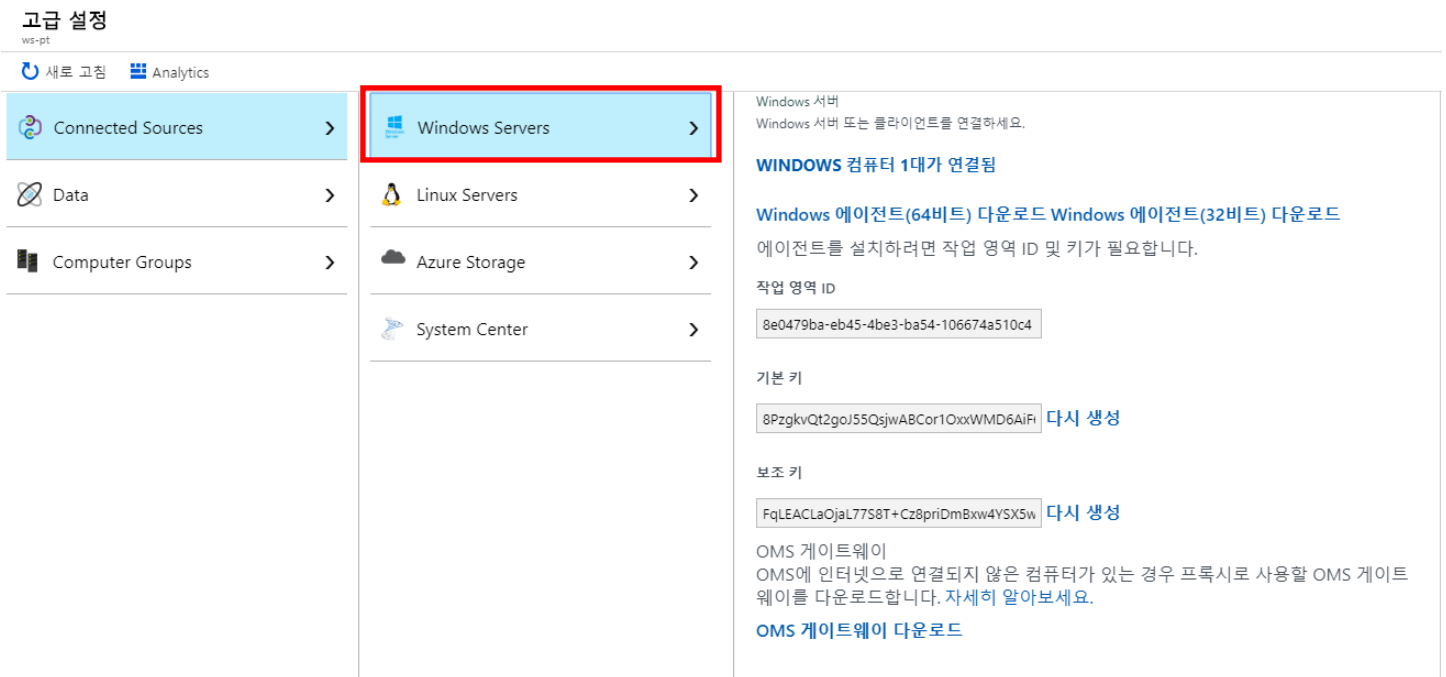 고급 설정
ws-pt
새로 고침 Analytics
Connected Sources
Data
Computer Groups
Windows Servers
Linux Servers
Azure Storage
System Center
Windows 서버
Windows 서버 또는 클라이언트를 연결하세요.
WINDOWS 컴퓨터 1대가 연결됨
Windows 에이전트(64비트) 다운로드 Windows 에이전트(32비트) 다운로드
에이전트를 설치하려면 작업 영역 ID 및 키가 필요합니다.
작업 영역 ID
8e0479ba-eb45-4be3-ba54-106674a510c4
기본 키
8PzgkvQt2goJ55QsjwABCor1OxxWMD6AiF 다시 생성
보조 키
FqLEACLaOjaL77S8T+Cz8priDmBxw4YSX5w 다시 생성
OMS 게이트웨이
OMS에 인터넷으로 연결되지 않은 컴퓨터가 있는 경우 프록시로 사용할 OMS 게이트
웨이를 다운로드합니다. 자세히 알아보세요.
OMS 게이트웨이 다운로드